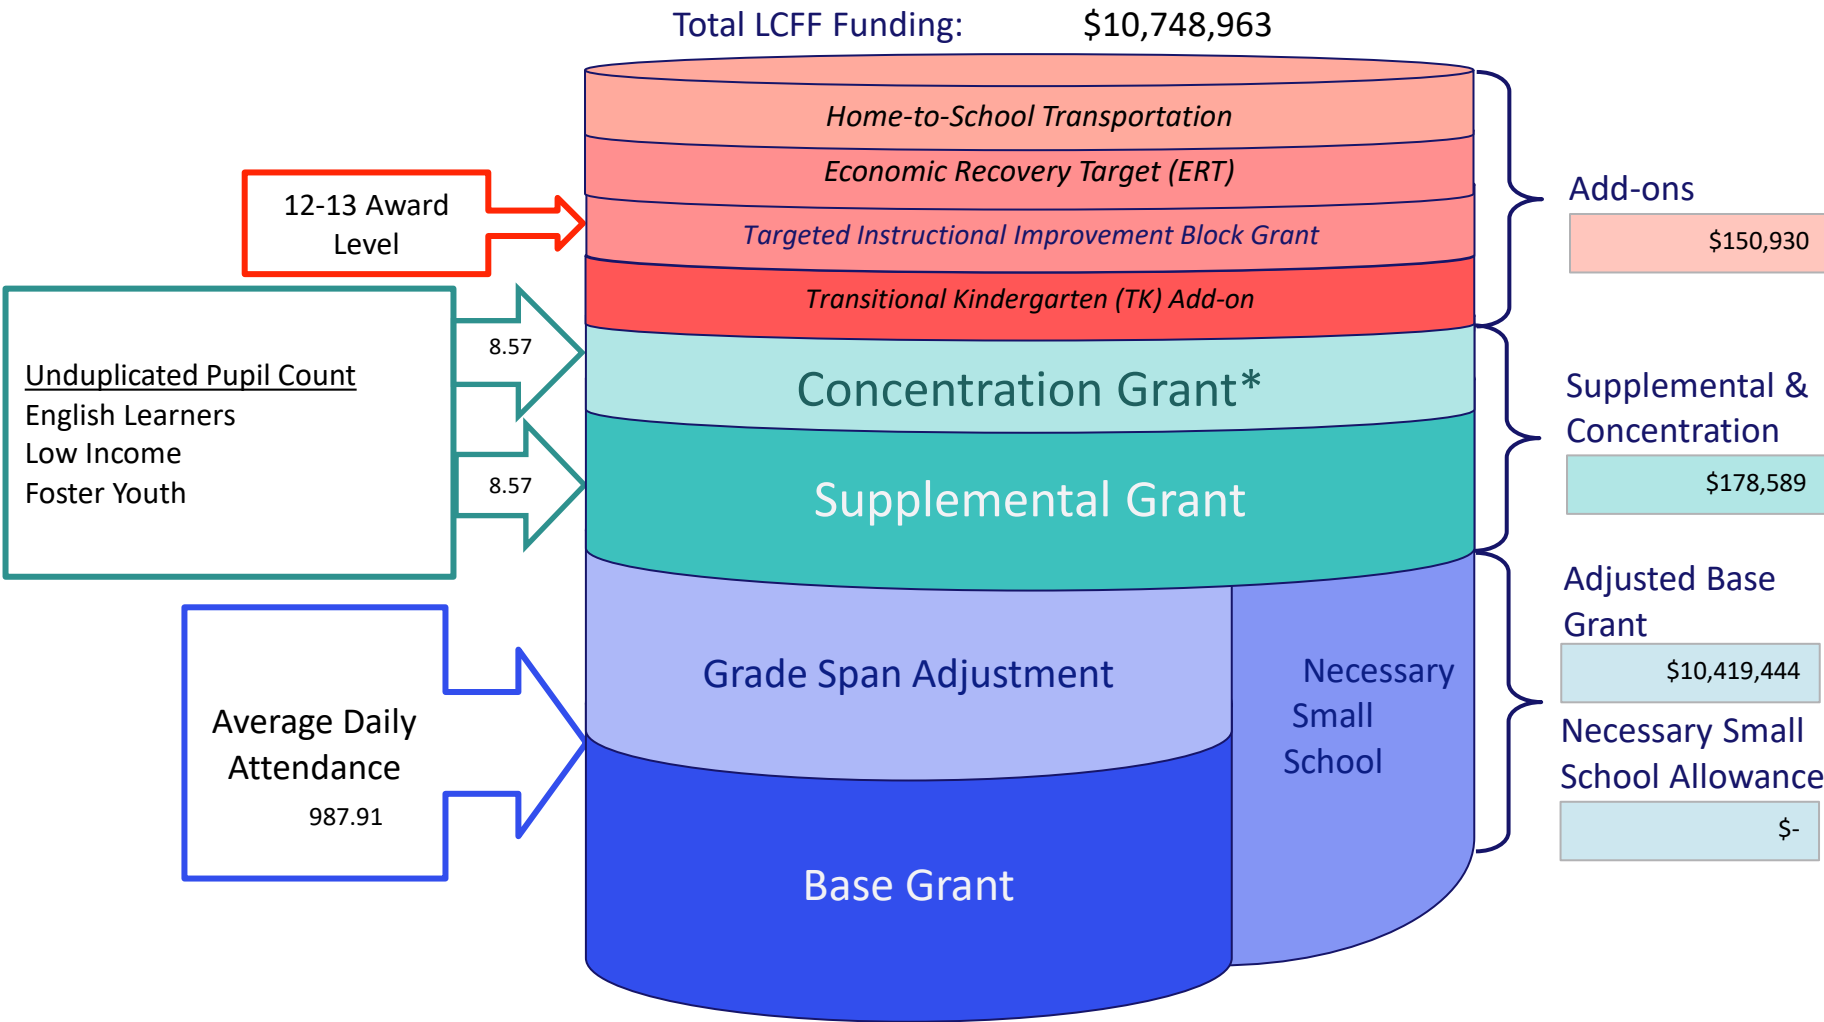 Total LCFF Funding: $10,748,963
Home-to-School Transportation
Economic Recovery Target (ERT)
Targeted Instructional Improvement Block Grant
Transitional Kindergarten (TK) Add-on
Concentration Grant*
Supplemental Grant
Grade Span Adjustment
Base Grant
Necessary
Small
School
12-13 Award
Level
Unduplicated Pupil Count
English Learners
Low Income
Foster Youth
8.57
8.57
Average Daily
Attendance
987.91
Add-ons
$150,930
Supplemental &
Concentration
$178,589
Adjusted Base
Grant
$10,419,444
Necessary Small
School Allowance
$-